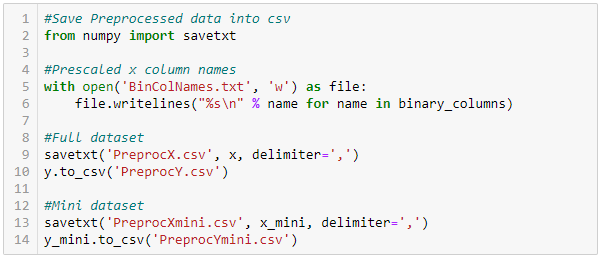 1 #Save Preprocessed data into csv
2 from numpy import savetxt
3
4 #Prescaled x column names
5 with open('BinColNames.txt', 'w') as file:
6     file.writelines("%s\n" % name for name in binary_columns)
7
8 #Full dataset
9 savetxt('PreprocX.csv', x, delimiter=',')
10 y.to_csv('PreprocY.csv')
11
12 #Mini dataset
13 savetxt('PreprocXmini.csv', x_mini, delimiter=',')
14 y_mini.to_csv('PreprocYmini.csv')